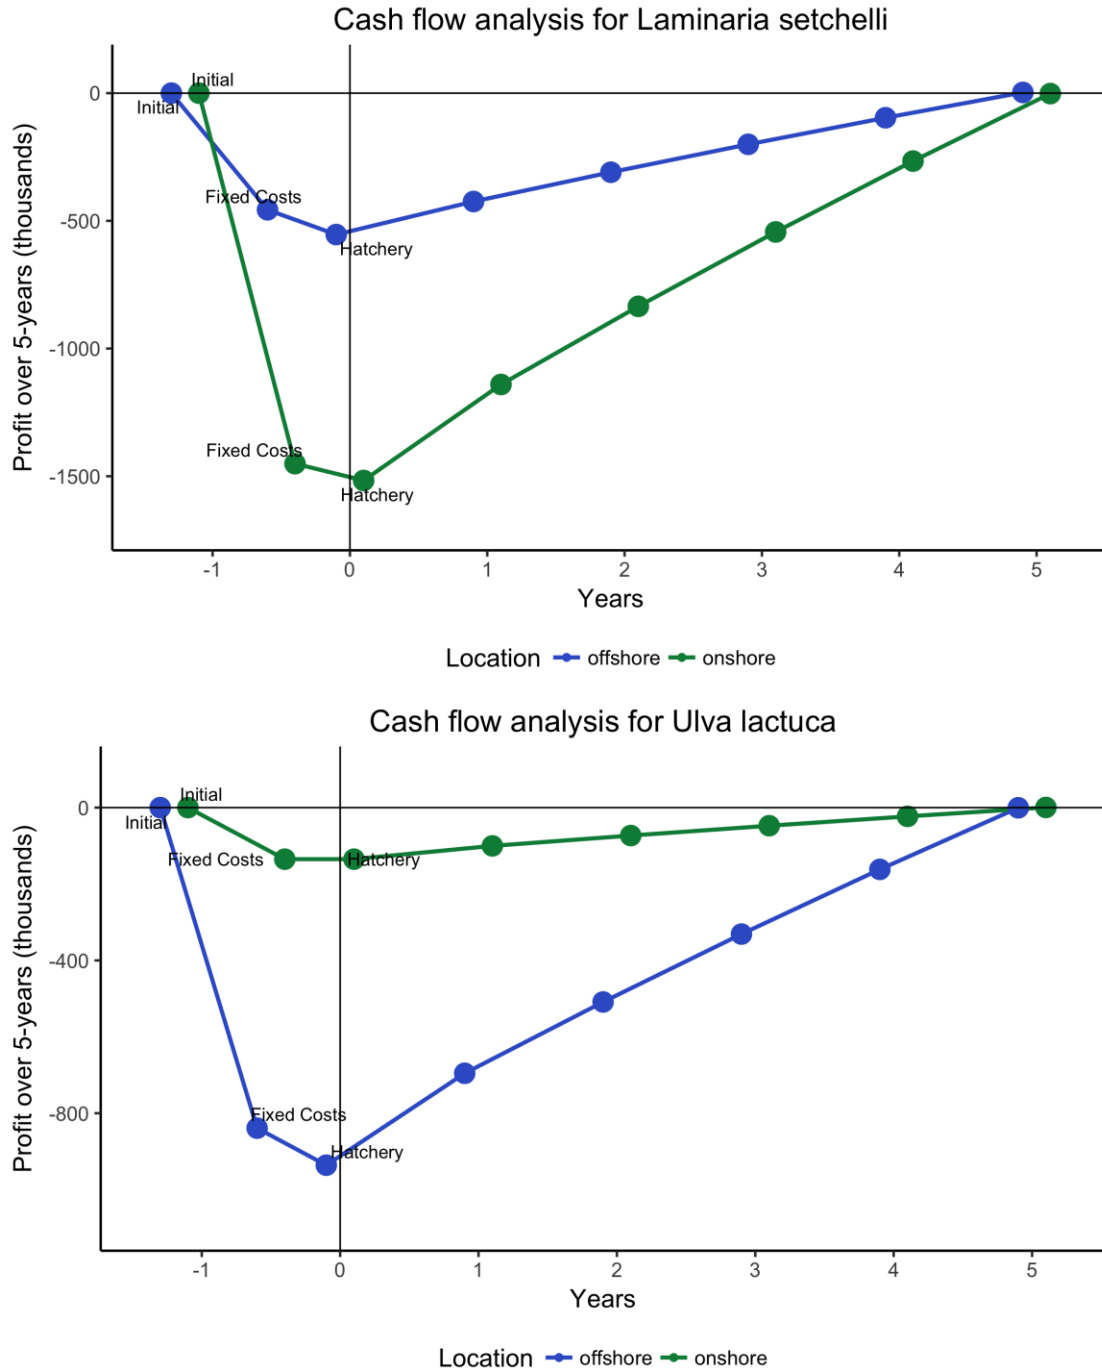 Cash flow analysis for Laminaria setchelli
Profit over 5-years (thousands)
0
-500
-1000
-1500
Initial
Initial
Fixed Costs
Hatchery
Fixed Costs
Hatchery
-1 0 1 2 3 4 5
Years
Location offshore onshore
Cash flow analysis for Ulva lactuca
Profit over 5-years (thousands)
0
-400
-800
Initial
Initial
Fixed Costs
Hatchery
Fixed Costs
Hatchery
-1 0 1 2 3 4 5
Years
Location offshore onshore